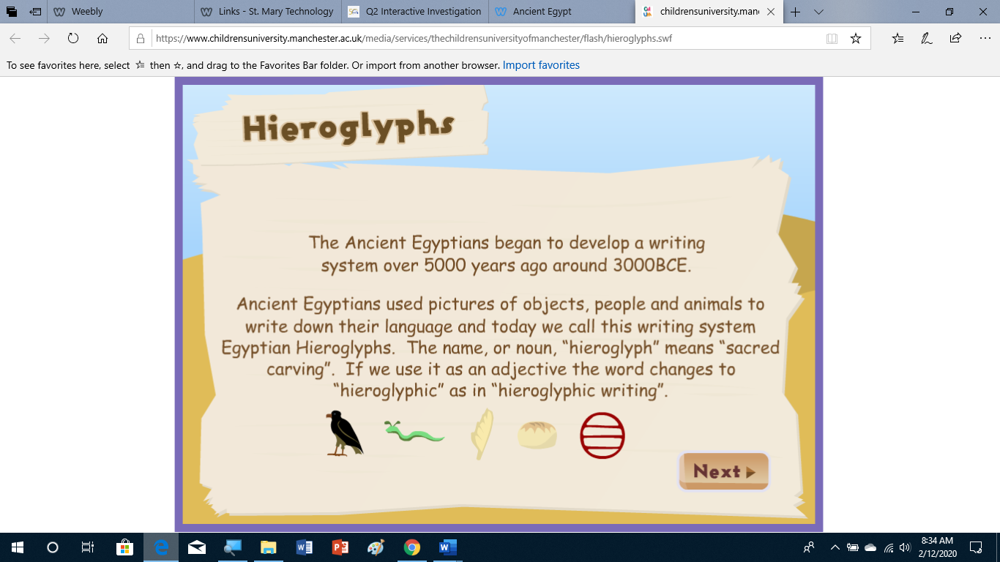 Weebly
Links - St. Mary Technology
Q2 Interactive Investigation
Ancient Egypt
childrensuniversity.man
https://www.childrensuniversity.manchester.ac.uk/media/services/thechildrensuniversityofmanchester/flash/hieroglyphs.swf
To see favorites here, select then ☆, and drag to the Favorites Bar folder. Or import from another browser. Import favorites
Hieroglyphs
The Ancient Egyptians began to develop a writing
system over 5000 years ago around 3000BCE.
Ancient Egyptians used pictures of objects, people and animals to
write down their language and today we call this writing system
Egyptian Hieroglyphs. The name, or noun, “hieroglyph” means “sacred
carving”. If we use it as an adjective the word changes to
“hieroglyphic” as in “hieroglyphic writing”.
Next
8:34 AM
2/12/2020